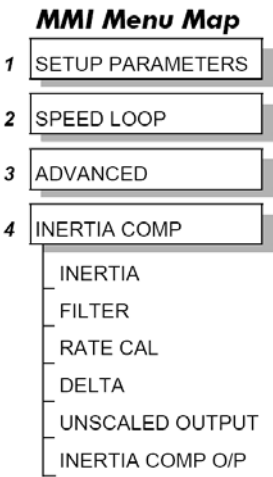 MMI Menu Map
1 SETUP PARAMETERS
2 SPEED LOOP
3 ADVANCED
4 INERTIA COMP
INERTIA
FILTER
RATE CAL
DELTA
UNSCALED OUTPUT
INERTIA COMP O/P